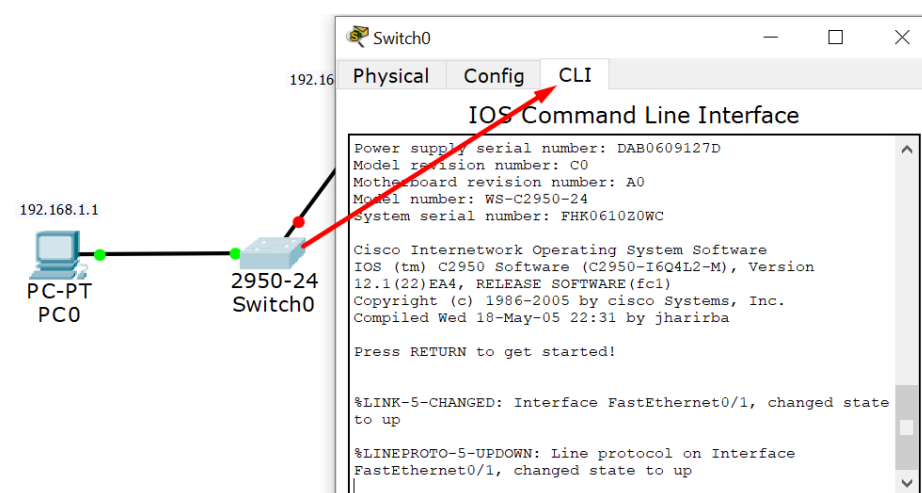 Switch0
Physical Config CLI
IOS Command Line Interface
Power supply serial number: DAB0609127D
Model revision number: C0
Motherboard revision number: A0
Model number: WS-C2950-24
System serial number: FHK0610Z0WC
Cisco Internetwork Operating System Software
IOS (tm) C2950 Software (C2950-I6Q4L2-M), Version
12.1(22)EA4, RELEASE SOFTWARE(fc1)
Copyright (c) 1986-2005 by cisco Systems, Inc.
Compiled Wed 18-May-05 22:31 by jharirba
Press RETURN to get started!
%LINK-5-CHANGED: Interface FastEthernet0/1, changed state
to up
%LINEPROTO-5-UPDOWN: Line protocol on Interface
FastEthernet0/1, changed state to up
192.16
192.168.1.1
PC-PT
PC0
2950-24
Switch0